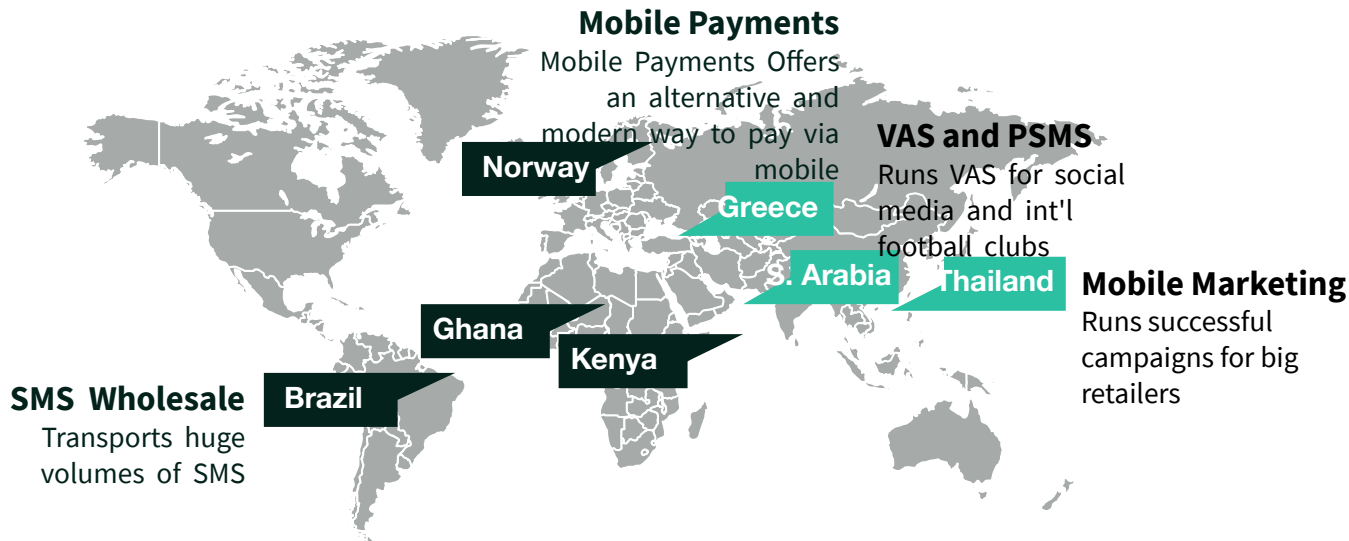 Mobile Payments
Mobile Payments Offers
an alternative and
modern way to pay via
mobile
VAS and PSMS
Runs VAS for social
media and int'l
football clubs
Norway
Greece
S. Arabia
Thailand
Mobile Marketing
Runs successful
campaigns for big
retailers
Ghana
Kenya
Brazil
SMS Wholesale
Transports huge
volumes of SMS